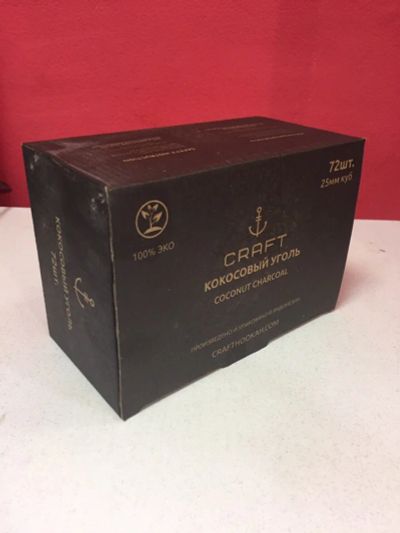 72шт.
25мм куб
100% ЭКО
CRAFT
КОКОСОВЫЙ УГОЛЬ
COCONUT CHARCOAL
CRAFTHOOKAH.COM
КОКОСОВЫЙ УГОЛЬ
72шт.